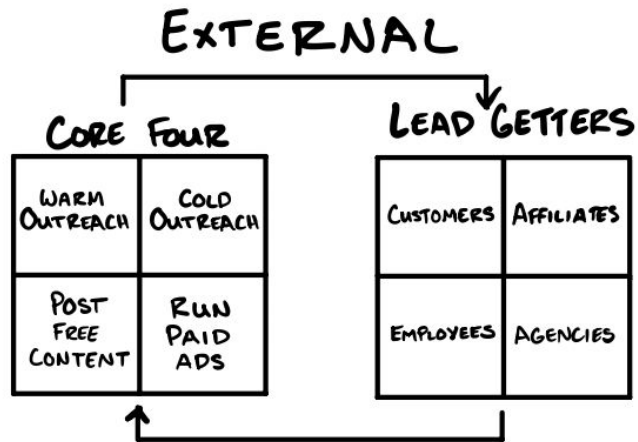 EXTERNAL
CORE FOUR
WARM
OUTREACH
COLD
OUTREACH
POST
FREE
CONTENT
RUN
PAID
ADS
LEAD GETTERS
CUSTOMERS
AFFILIATES
EMPLOYEES
AGENCIES